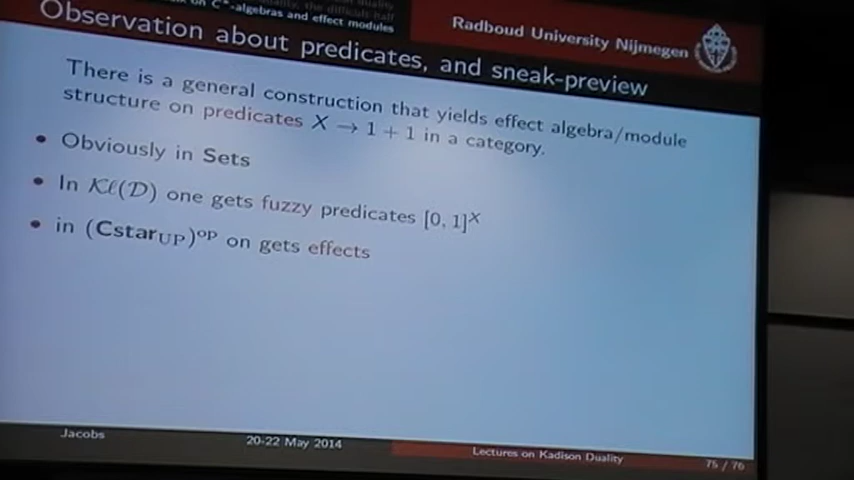 on C*-algebras and effect modules
Radboud University Nijmegen
Observation about predicates, and sneak-preview
There is a general construction that yields effect algebra/module
structure on predicates X → 1 + 1 in a category.
• Obviously in Sets
• In Kℓ(D) one gets fuzzy predicates [0, 1]^X
• in (Cstar_UP)^op on gets effects
Jacobs
20-22 May 2014
Lectures on Kadison Duality
75 / 76